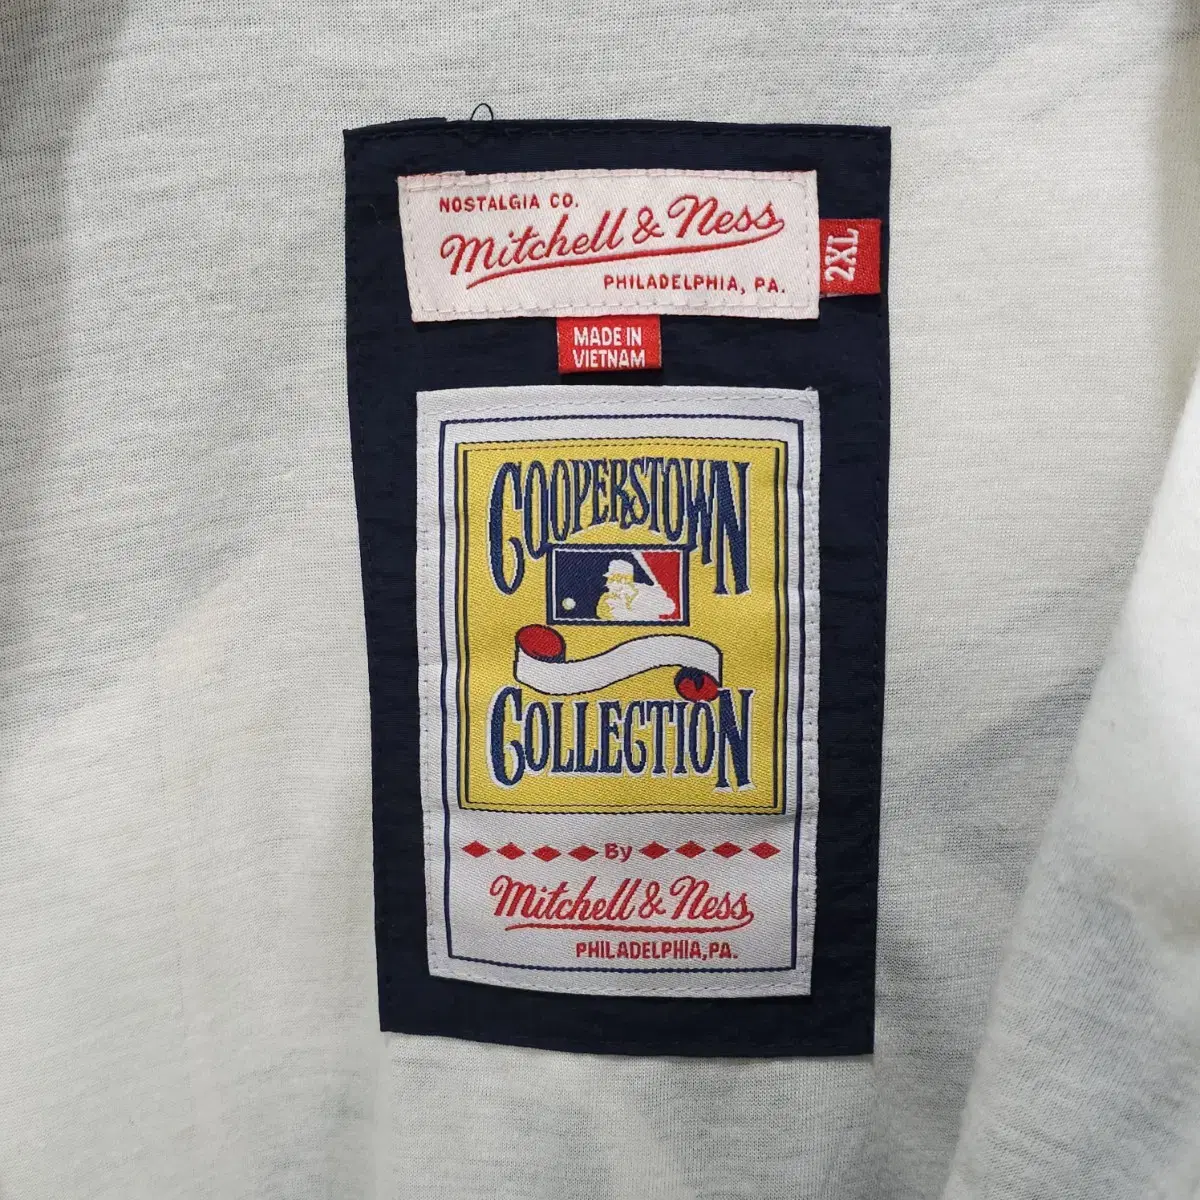 NOSTALGIA CO.
Mitchell & Ness
PHILADELPHIA, PA.
2XL
MADE IN
VIETNAM
COOPERSTOWN
COLLECTION
By
Mitchell & Ness
PHILADELPHIA, PA.